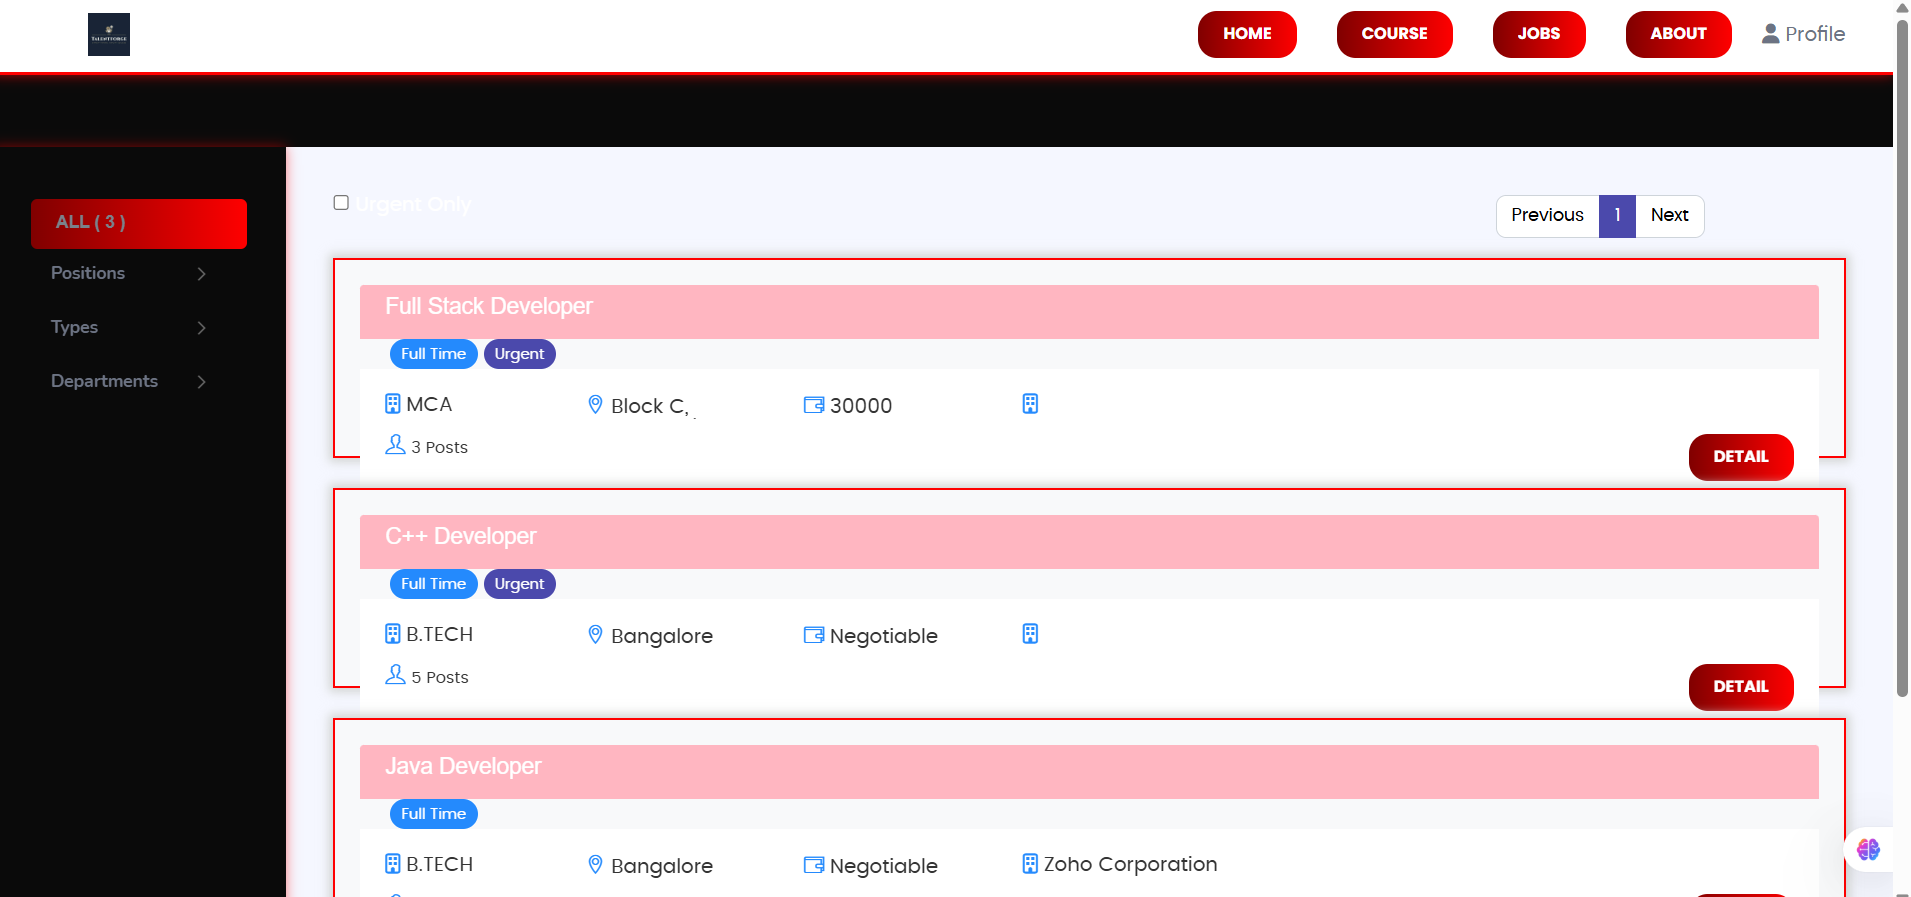 TALENTFORGE
HOME COURSE JOBS ABOUT Profile
ALL ( 3 )
Positions
Types
Departments
Urgent Only
Previous 1 Next
Full Stack Developer
Full Time Urgent
MCA Block C, 30000
3 Posts
DETAIL
C++ Developer
Full Time Urgent
B.TECH Bangalore Negotiable
5 Posts
DETAIL
Java Developer
Full Time
B.TECH Bangalore Negotiable Zoho Corporation